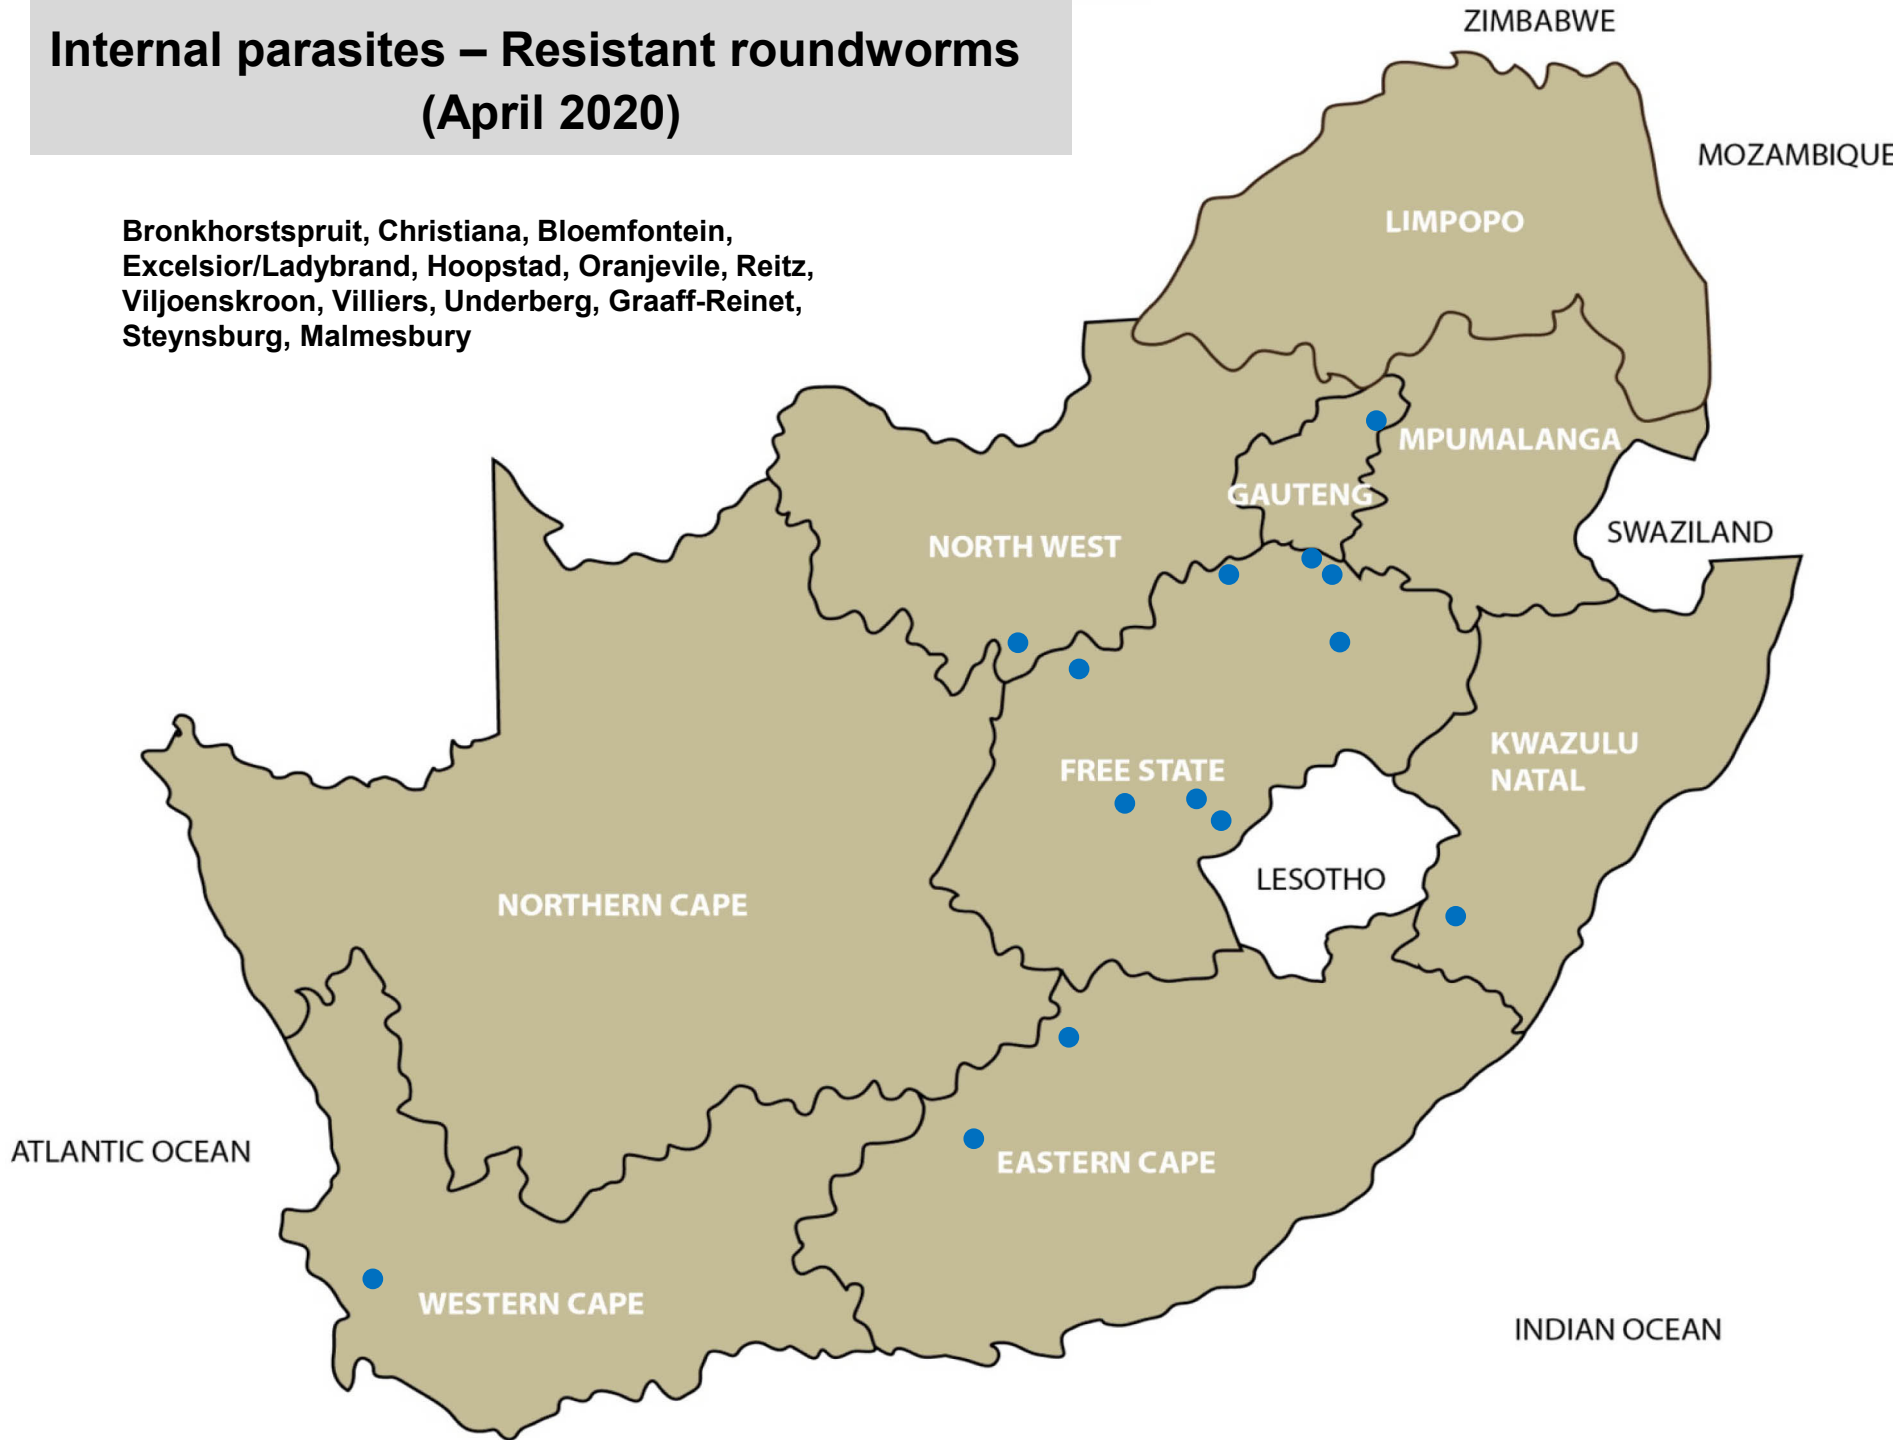 Internal parasites – Resistant roundworms
(April 2020)
Bronkhorstspruit, Christiana, Bloemfontein,
Excelsior/Ladybrand, Hoopstad, Oranjevile, Reitz,
Viljoenskroon, Villiers, Underberg, Graaff-Reinet,
Steynsburg, Malmesbury
ZIMBABWE
MOZAMBIQUE
LIMPOPO
MPUMALANGA
GAUTENG
SWAZILAND
NORTH WEST
KWAZULU
NATAL
FREE STATE
LESOTHO
NORTHERN CAPE
ATLANTIC OCEAN
EASTERN CAPE
WESTERN CAPE
INDIAN OCEAN